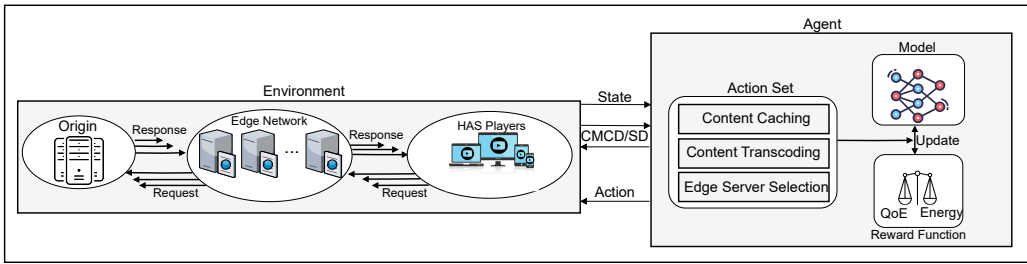 Agent
Model
Environment
State
Action Set
Origin
Edge Network
HAS Players
Content Caching
Response
Response
...
CMCD/SD
Update
Content Transcoding
Request
Request
Action
Edge Server Selection
QoE Energy
Reward Function